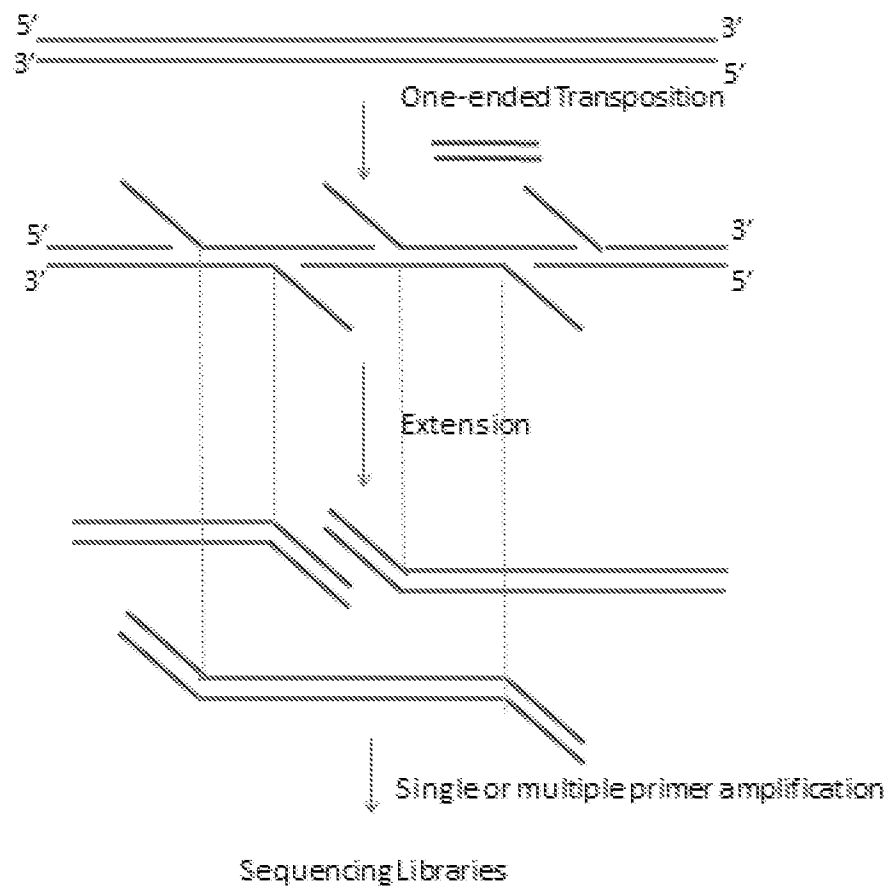 5' 3'
3' 5'
One-ended Transposition
5' 3'
3' 5'
Extension
Single or multiple primer amplification
Sequencing Libraries